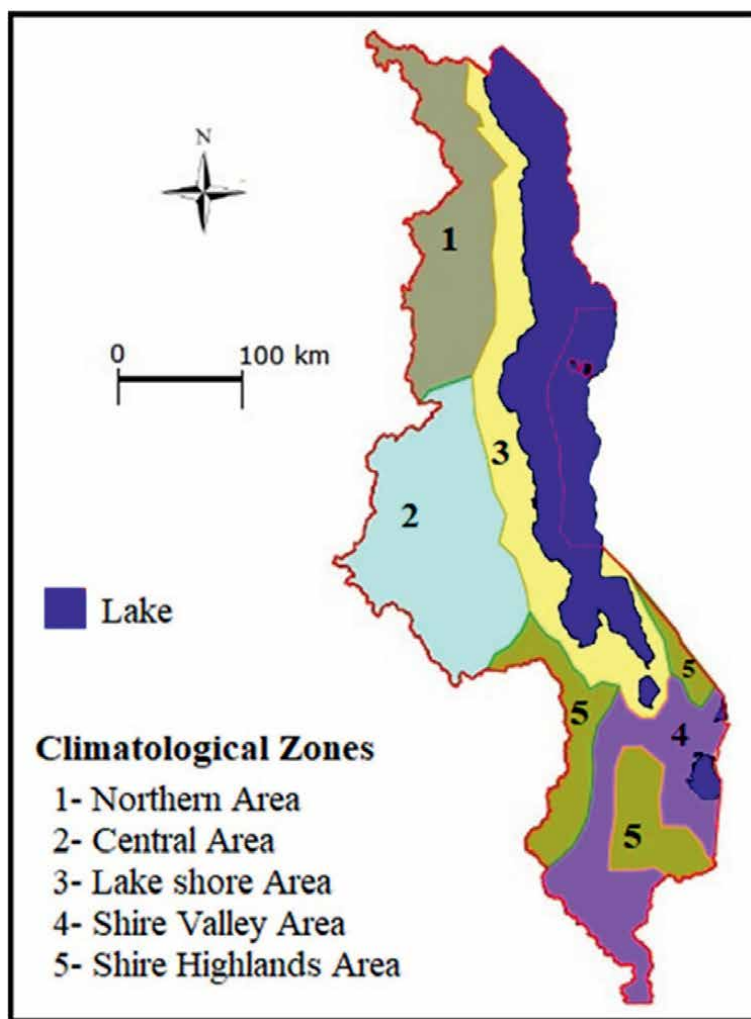 N
1
0
100 km
3
2
Lake
5
5
4
Climatological Zones
1- Northern Area
2- Central Area
3- Lake shore Area
4- Shire Valley Area
5- Shire Highlands Area
5